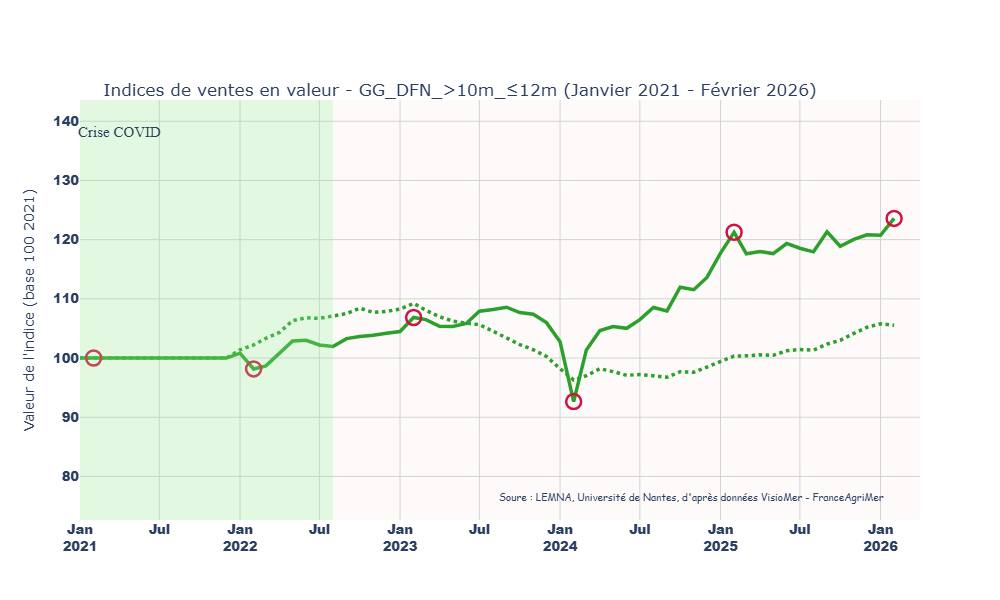 Indices de ventes en valeur - GG_DFN_>10m_≤12m (Janvier 2021 - Février 2026)
Valeur de l'indice (base 100 2021)
140
130
120
110
100
90
80
Crise COVID
Soure : LEMNA, Université de Nantes, d'après données VisioMer - FranceAgriMer
Jan Jul Jan Jul Jan Jul Jan Jul Jan Jul Jan
2021 2022 2023 2024 2025 2026